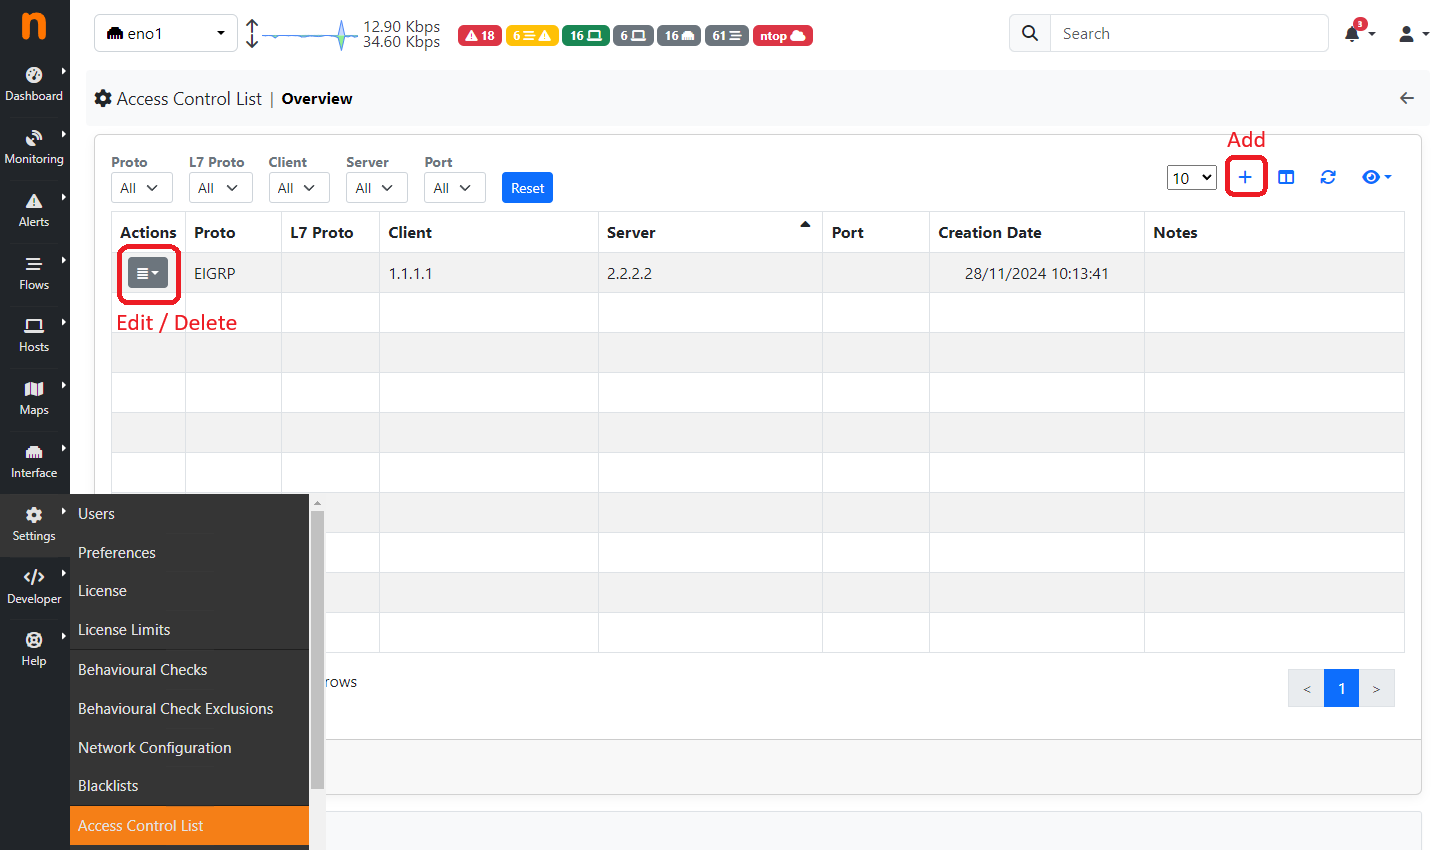 n
eno1
12.90 Kbps
34.60 Kbps
18
6
16
6
16
61
ntop
Search
3
Dashboard
Monitoring
Alerts
Flows
Hosts
Maps
Interface
Settings
Developer
Help
Access Control List | Overview
Add
Proto
L7 Proto
Client
Server
Port
All
All
All
All
All
Reset
10
Actions
Proto
L7 Proto
Client
Server
Port
Creation Date
Notes
EIGRP
1.1.1.1
2.2.2.2
28/11/2024 10:13:41
Edit / Delete
Users
Preferences
License
License Limits
Behavioural Checks
Behavioural Check Exclusions
Network Configuration
Blacklists
Access Control List
rows
< 1 >